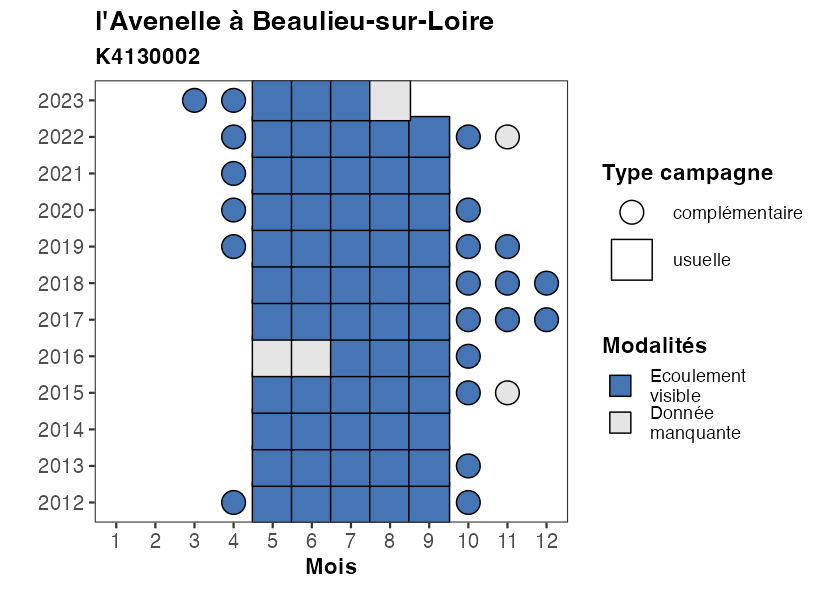 l'Avenelle à Beaulieu-sur-Loire
K4130002
2023
2022
2021
2020
2019
2018
2017
2016
2015
2014
2013
2012
1 2 3 4 5 6 7 8 9 10 11 12
Mois
Type campagne
complémentaire
usuelle
Modalités
Ecoulement
visible
Donnée
manquante